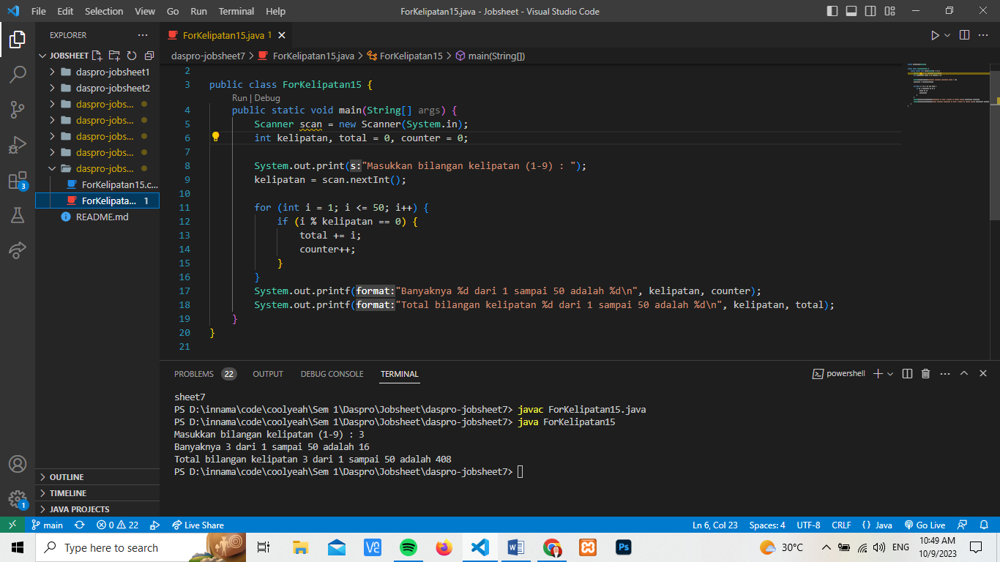 File Edit Selection View Go Run Terminal Help ForKelipatan15.java - Jobsheet - Visual Studio Code
EXPLORER
JOBSHEET
daspro-jobsheet1
daspro-jobsheet2
daspro-jobs...
daspro-jobs...
daspro-jobs...
daspro-jobs...
daspro-jobs...
ForKelipatan15.c...
ForKelipata... 1
README.md
OUTLINE
TIMELINE
JAVA PROJECTS
3
1
ForKelipatan15.java 1
daspro-jobsheet7 > ForKelipatan15.java > ForKelipatan15 > main(String[])
2
3 public class ForKelipatan15 {
Run | Debug
4 public static void main(String[] args) {
5 Scanner scan = new Scanner(System.in);
6 int kelipatan, total = 0, counter = 0;
7
8 System.out.print(s:"Masukkan bilangan kelipatan (1-9) : ");
9 kelipatan = scan.nextInt();
10
11 for (int i = 1; i <= 50; i++) {
12 if (i % kelipatan == 0) {
13 total += i;
14 counter++;
15 }
16 }
17 System.out.printf(format:"Banyaknya %d dari 1 sampai 50 adalah %d\n", kelipatan, counter);
18 System.out.printf(format:"Total bilangan kelipatan %d dari 1 sampai 50 adalah %d\n", kelipatan, total);
19 }
20 }
21
PROBLEMS 22 OUTPUT DEBUG CONSOLE TERMINAL powershell
sheet7
PS D:\innama\code\coolyeah\Sem 1\Daspro\Jobsheet\daspro-jobsheet7> javac ForKelipatan15.java
PS D:\innama\code\coolyeah\Sem 1\Daspro\Jobsheet\daspro-jobsheet7> java ForKelipatan15
Masukkan bilangan kelipatan (1-9) : 3
Banyaknya 3 dari 1 sampai 50 adalah 16
Total bilangan kelipatan 3 dari 1 sampai 50 adalah 408
PS D:\innama\code\coolyeah\Sem 1\Daspro\Jobsheet\daspro-jobsheet7>
main 0 22 Live Share Ln 6, Col 23 Spaces: 4 UTF-8 CRLF {} Java Go Live
Type here to search W Ps 30°C ENG 10:49 AM
10/9/2023